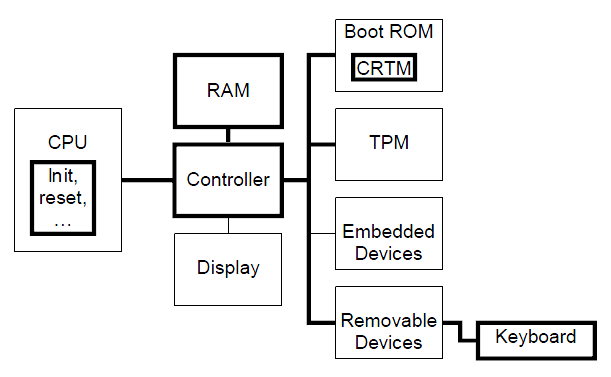 Boot ROM
CRTM
RAM
CPU
Init,
reset,
...
Controller
TPM
Display
Embedded
Devices
Removable
Devices
Keyboard